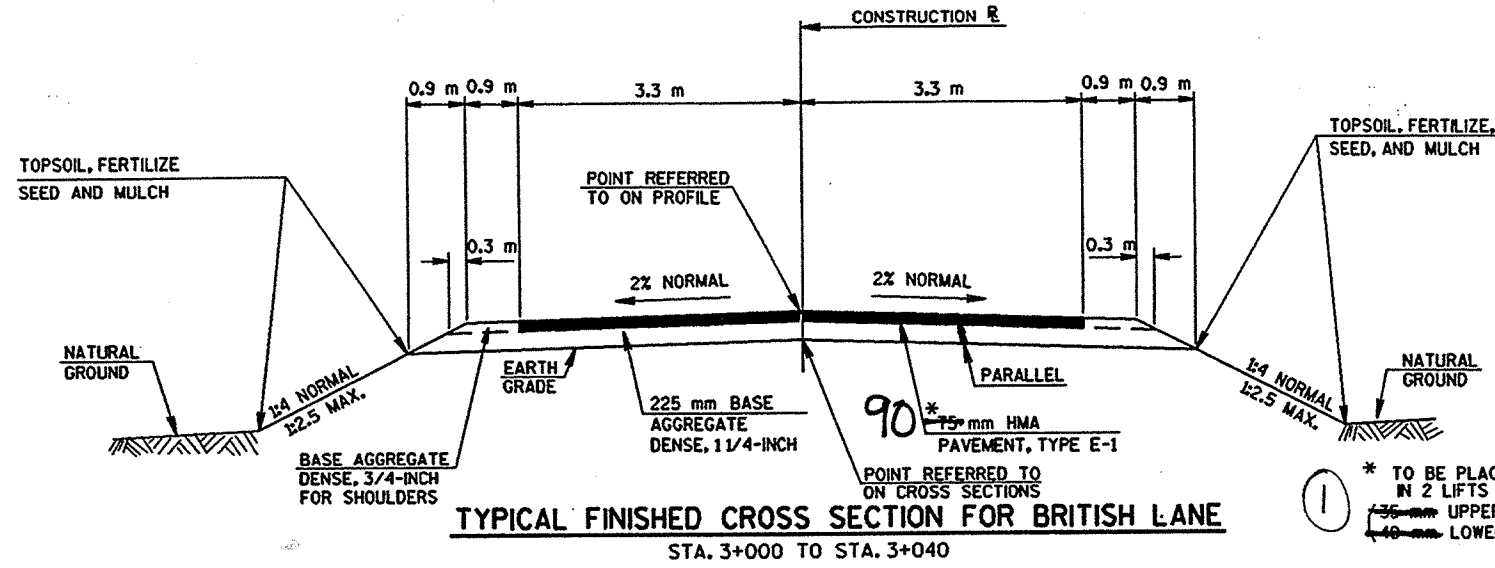 CONSTRUCTION R
0.9 m
0.9 m
3.3 m
3.3 m
0.9 m
0.9 m
TOPSOIL, FERTILIZE
SEED AND MULCH
POINT REFERRED
TO ON PROFILE
TOPSOIL, FERTILIZE,
SEED, AND MULCH
0.3 m
0.3 m
2% NORMAL
2% NORMAL
NATURAL
GROUND
1:4 NORMAL
1:2.5 MAX.
EARTH
GRADE
PARALLEL
1:4 NORMAL
1:2.5 MAX.
NATURAL
GROUND
225 mm BASE
AGGREGATE
DENSE, 1 1/4-INCH
90
*
75 mm HMA
PAVEMENT, TYPE E-1
BASE AGGREGATE
DENSE, 3/4-INCH
FOR SHOULDERS
POINT REFERRED TO
ON CROSS SECTIONS
1
* TO BE PLAC
IN 2 LIFTS
35 mm UPPER
40 mm LOWE
TYPICAL FINISHED CROSS SECTION FOR BRITISH LANE
STA. 3+000 TO STA. 3+040